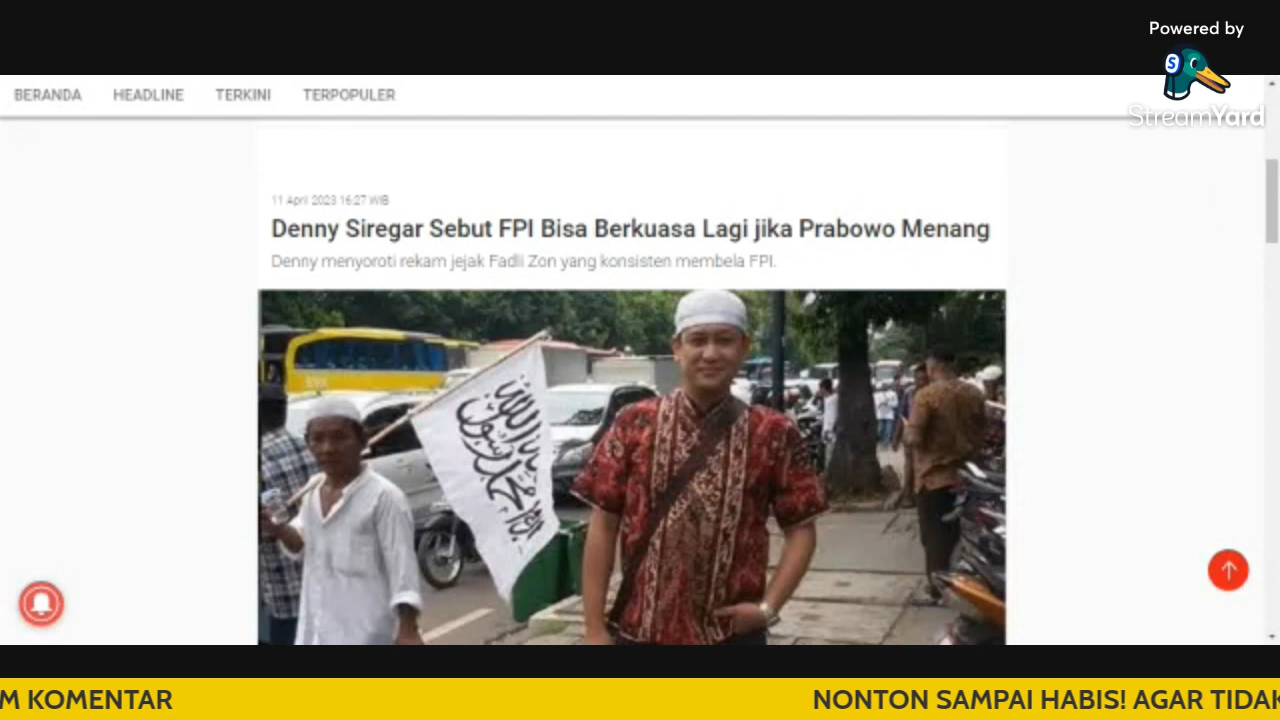 Powered by
StreamYard
BERANDA HEADLINE TERKINI TERPOPULER
11 April 2023 16:27 WIB
Denny Siregar Sebut FPI Bisa Berkuasa Lagi jika Prabowo Menang
Denny menyoroti rekam jejak Fadli Zon yang konsisten membela FPI.
M KOMENTAR NONTON SAMPAI HABIS! AGAR TIDAK